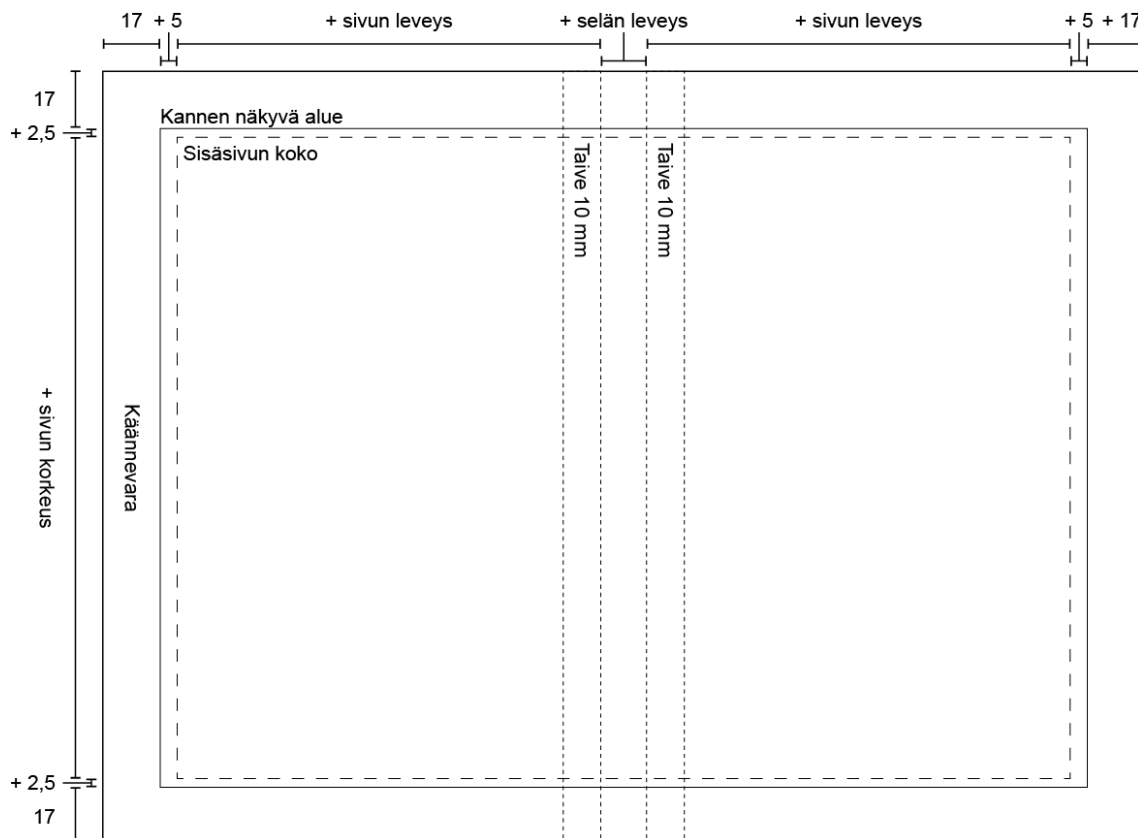 17 + 5 + sivun leveys + selän leveys + sivun leveys + 5 + 17
17
+ 2,5
Kannen näkyvä alue
Sisäsivun koko
Taive 10 mm
Taive 10 mm
+ sivun korkeus
Käännevara
+ 2,5
17